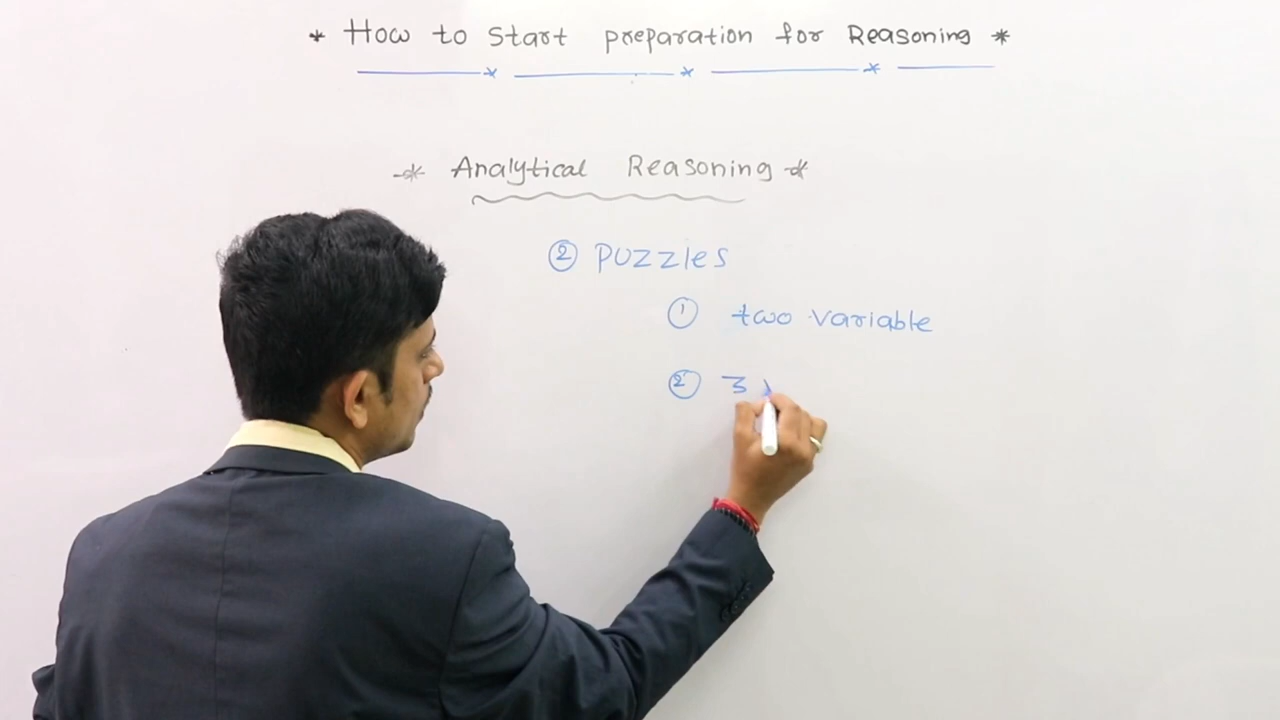 * How to Start preparation for Reasoning *
* Analytical Reasoning *
② Puzzles
① two variable
② 3